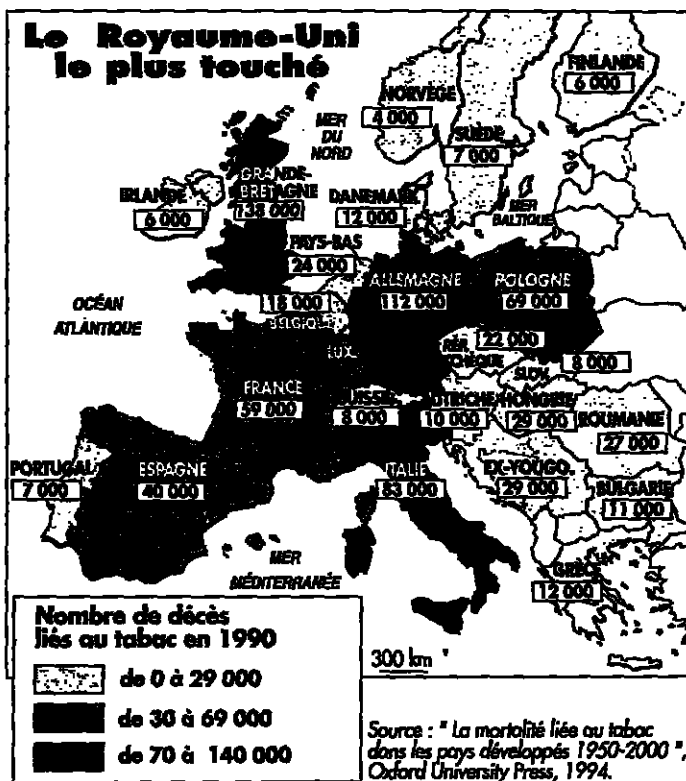 Le Royaume-Uni
le plus touché
FINLANDE
6 000
NORVÈGE
4 000
SUÈDE
7 000
MER
DU
NORD
GRANDE-
BRETAGNE
138 000
IRLANDE
6 000
DANEMARK
12 000
MER
BALTIQUE
PAYS-BAS
24 000
ALLEMAGNE
112 000
POLOGNE
69 000
18 000
BELGIQUE
LUX.
OCÉAN
ATLANTIQUE
22 000
RÉP.
TCHÈQUE
SLOV.
8 000
FRANCE
59 000
SUISSE
8 000
AUTRICHE
10 000
HONGRIE
29 000
ROUMANIE
27 000
PORTUGAL
7 000
ESPAGNE
40 000
ITALIE
83 000
EX-YOUGO.
29 000
BULGARIE
11 000
MER
MÉDITERRANÉE
GRÈCE
12 000
Nombre de décès
liés au tabac en 1990
de 0 à 29 000
de 30 à 69 000
de 70 à 140 000
300 km
Source : " La mortalité liée au tabac
dans les pays développés 1950-2000 ",
Oxford University Press, 1994.